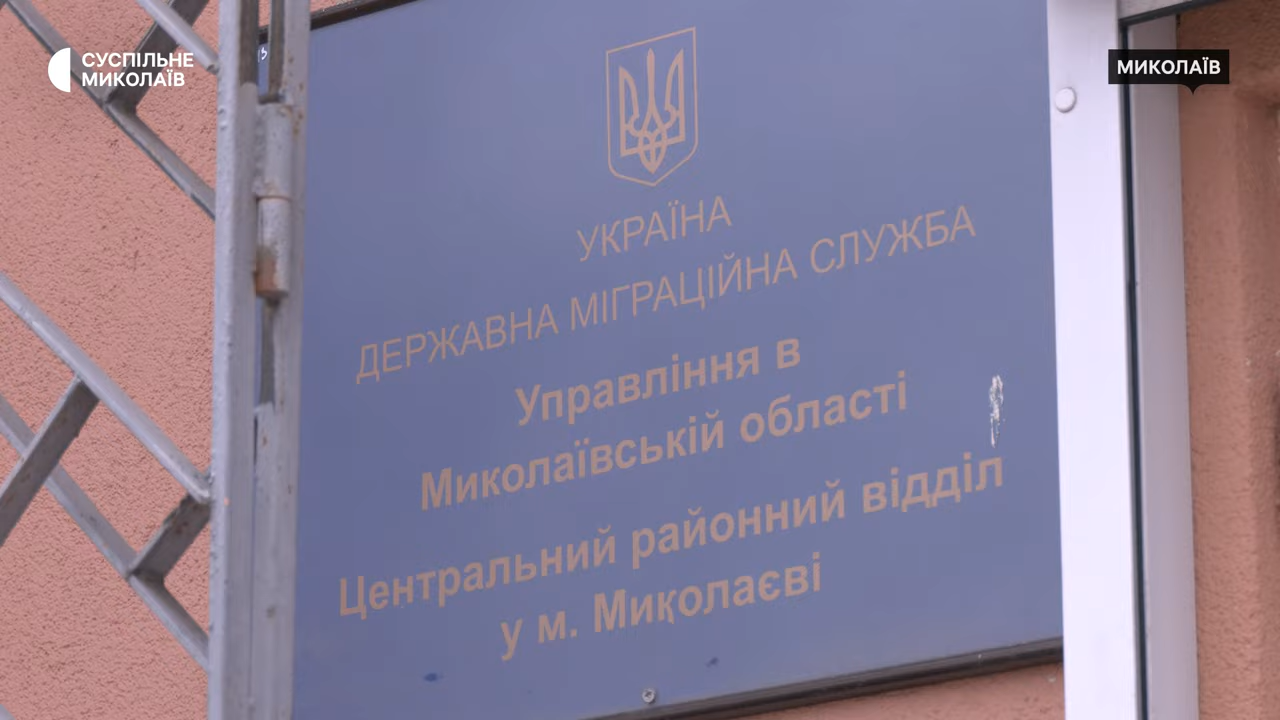 СУСПІЛЬНЕ
МИКОЛАЇВ
МИКОЛАЇВ
УКРАЇНА
ДЕРЖАВНА МІГРАЦІЙНА СЛУЖБА
Управління в
Миколаївській області
Центральний районний відділ
у м. Миколаєві